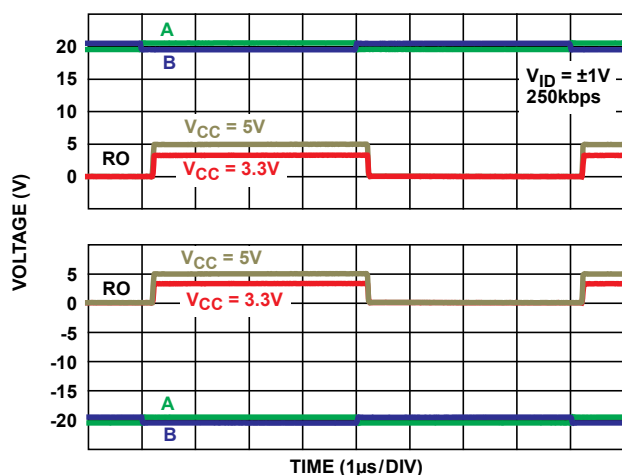 VOLTAGE (V)
20
15
10
5
0
A
B
V_ID = ±1V
250kbps
V_CC = 5V
RO
V_CC = 3.3V
5
0
-5
-10
-15
-20
V_CC = 5V
RO
V_CC = 3.3V
A
B
TIME (1µs/DIV)